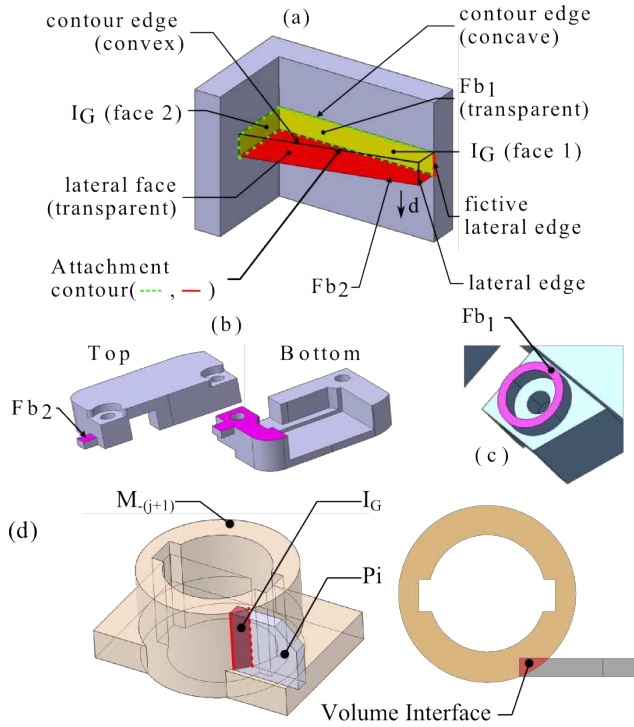 (a)
contour edge
(convex)
contour edge
(concave)
Fb1
(transparent)
IG (face 2)
IG (face 1)
lateral face
(transparent)
d
fictive
lateral edge
Attachment
contour( , )
Fb2
lateral edge
(b)
Fb1
Top
Bottom
Fb2
(c)
(d)
M-(j+1)
IG
Pi
Volume Interface